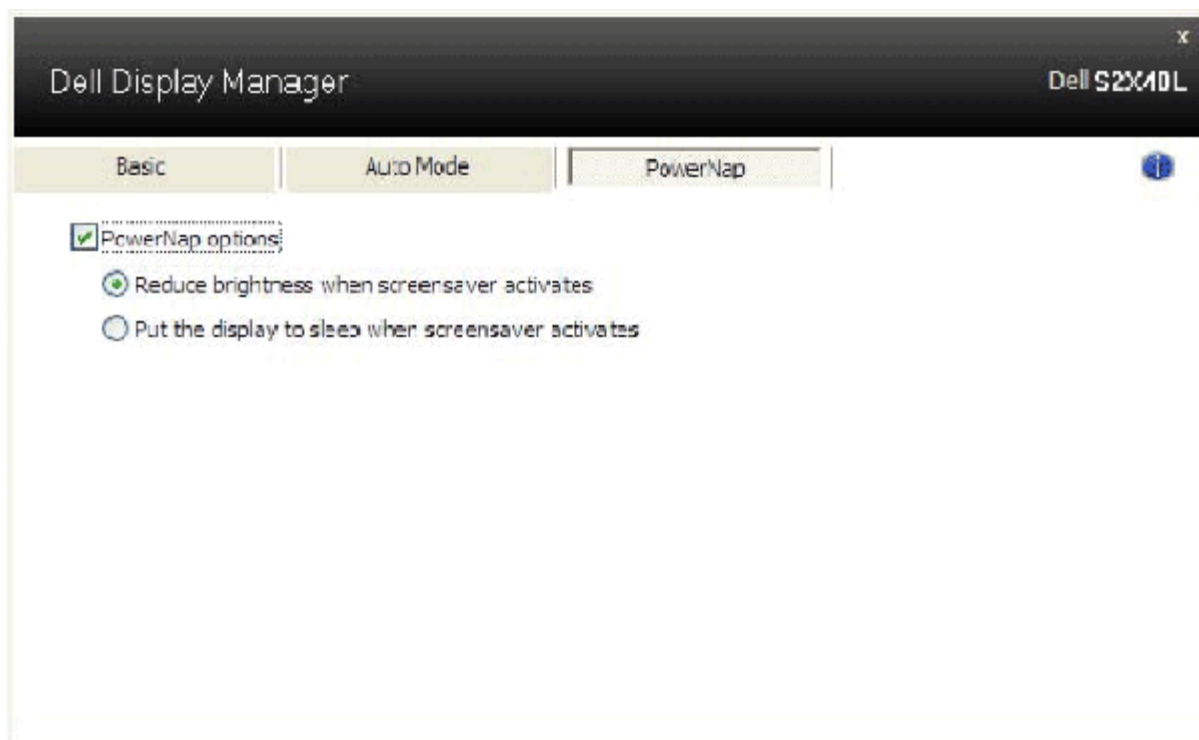 x
Dell Display Manager
Dell S2X40L
Basic
Auto Mode
PowerNap
PowerNap options
Reduce brightness when screensaver activates
Put the display to sleep when screensaver activates